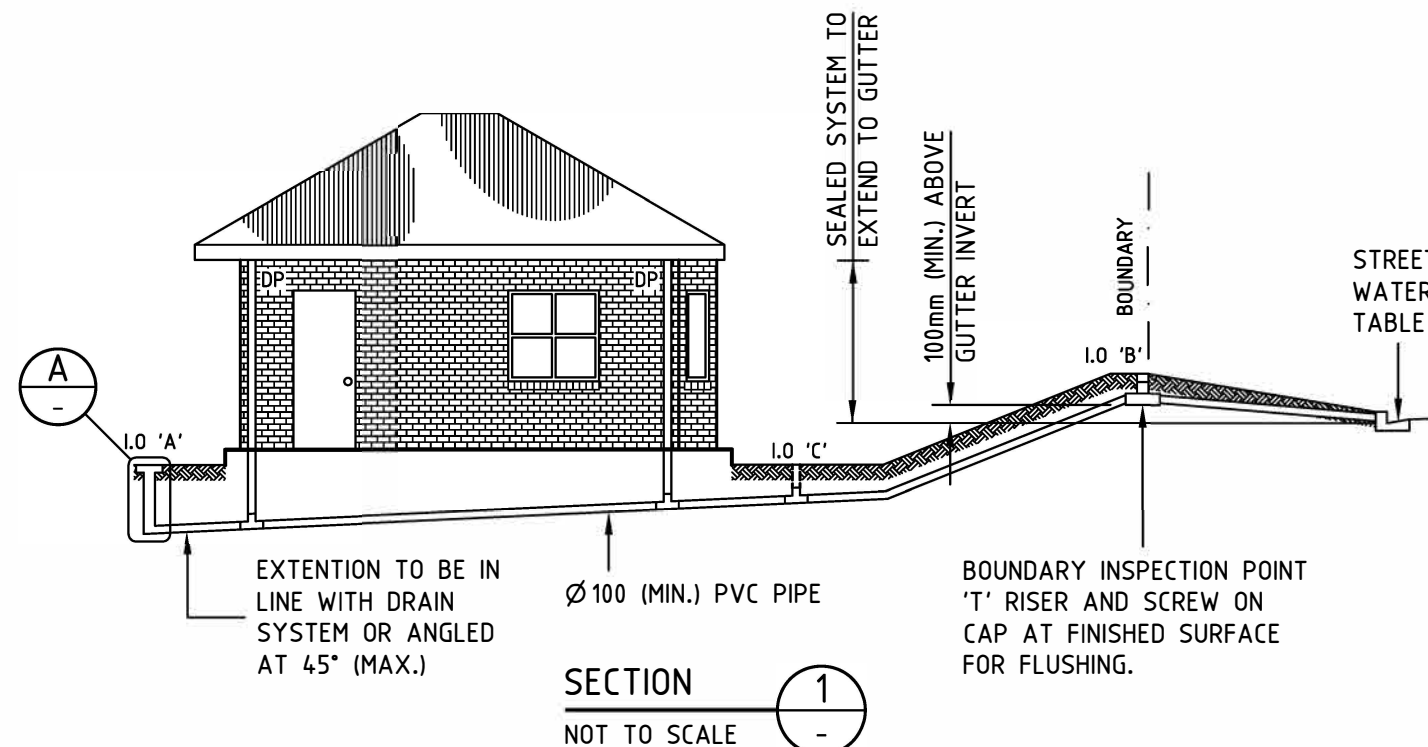 SEALED SYSTEM TO
EXTEND TO GUTTER
100mm (MIN.) ABOVE
GUTTER INVERT
BOUNDARY
STREET
WATER
TABLE
DP
DP
A
-
I.O 'A'
I.O 'C'
I.O 'B'
EXTENTION TO BE IN
LINE WITH DRAIN
SYSTEM OR ANGLED
AT 45° (MAX.)
Ø100 (MIN.) PVC PIPE
BOUNDARY INSPECTION POINT
'T' RISER AND SCREW ON
CAP AT FINISHED SURFACE
FOR FLUSHING.
SECTION
NOT TO SCALE
1
-